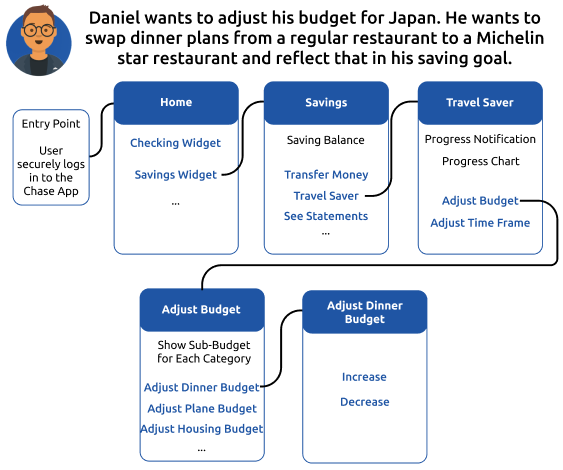 Daniel wants to adjust his budget for Japan. He wants to
swap dinner plans from a regular restaurant to a Michelin
star restaurant and reflect that in his saving goal.
Entry Point
User
securely logs
in to the
Chase App
Home
Checking Widget
Savings Widget
...
Savings
Saving Balance
Transfer Money
Travel Saver
See Statements
...
Travel Saver
Progress Notification
Progress Chart
Adjust Budget
Adjust Time Frame
Adjust Budget
Show Sub-Budget
for Each Category
Adjust Dinner Budget
Adjust Plane Budget
Adjust Housing Budget
...
Adjust Dinner
Budget
Increase
Decrease